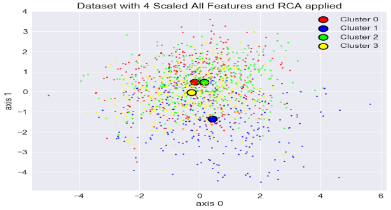 Dataset with 4 Scaled All Features and RCA applied
Cluster 0
Cluster 1
Cluster 2
Cluster 3
axis 1
4
3
2
1
0
−1
−2
−3
−4
−4
−2
0
2
4
6
axis 0